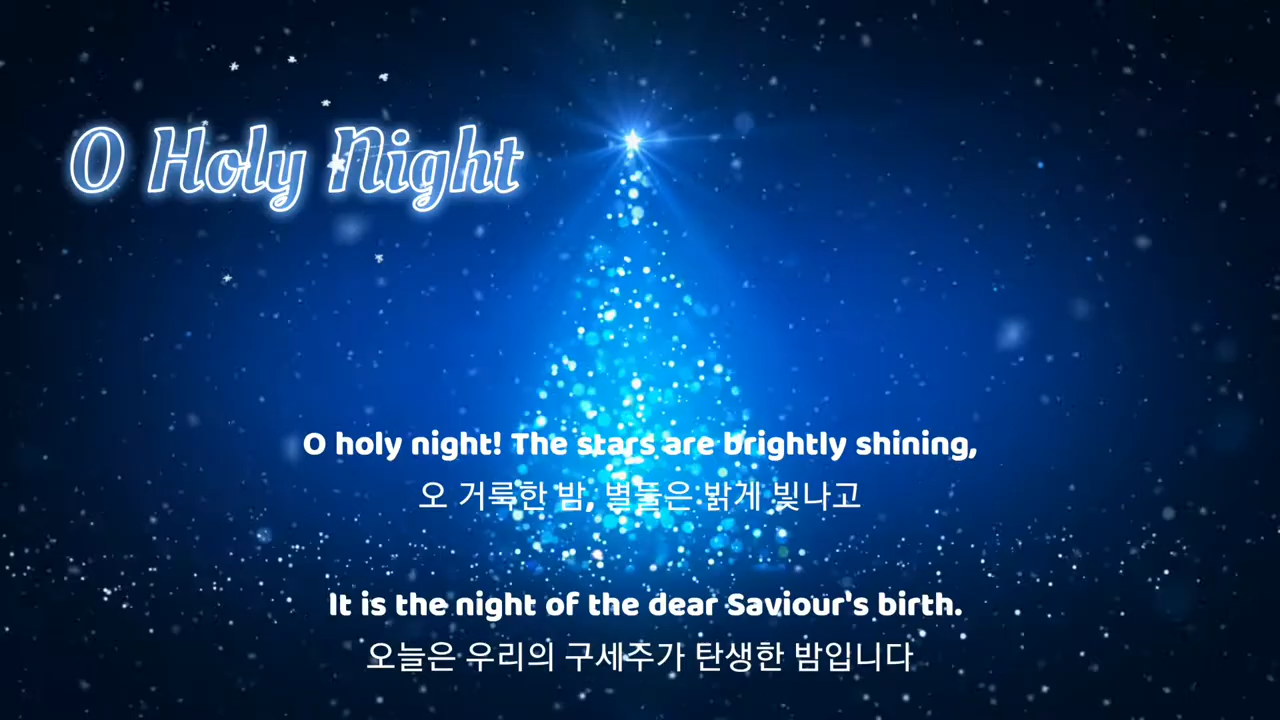 O Holy Night
O holy night! The stars are brightly shining,
오 거룩한 밤, 별들은 밝게 빛나고
It is the night of the dear Saviour's birth.
오늘은 우리의 구세주가 탄생한 밤입니다